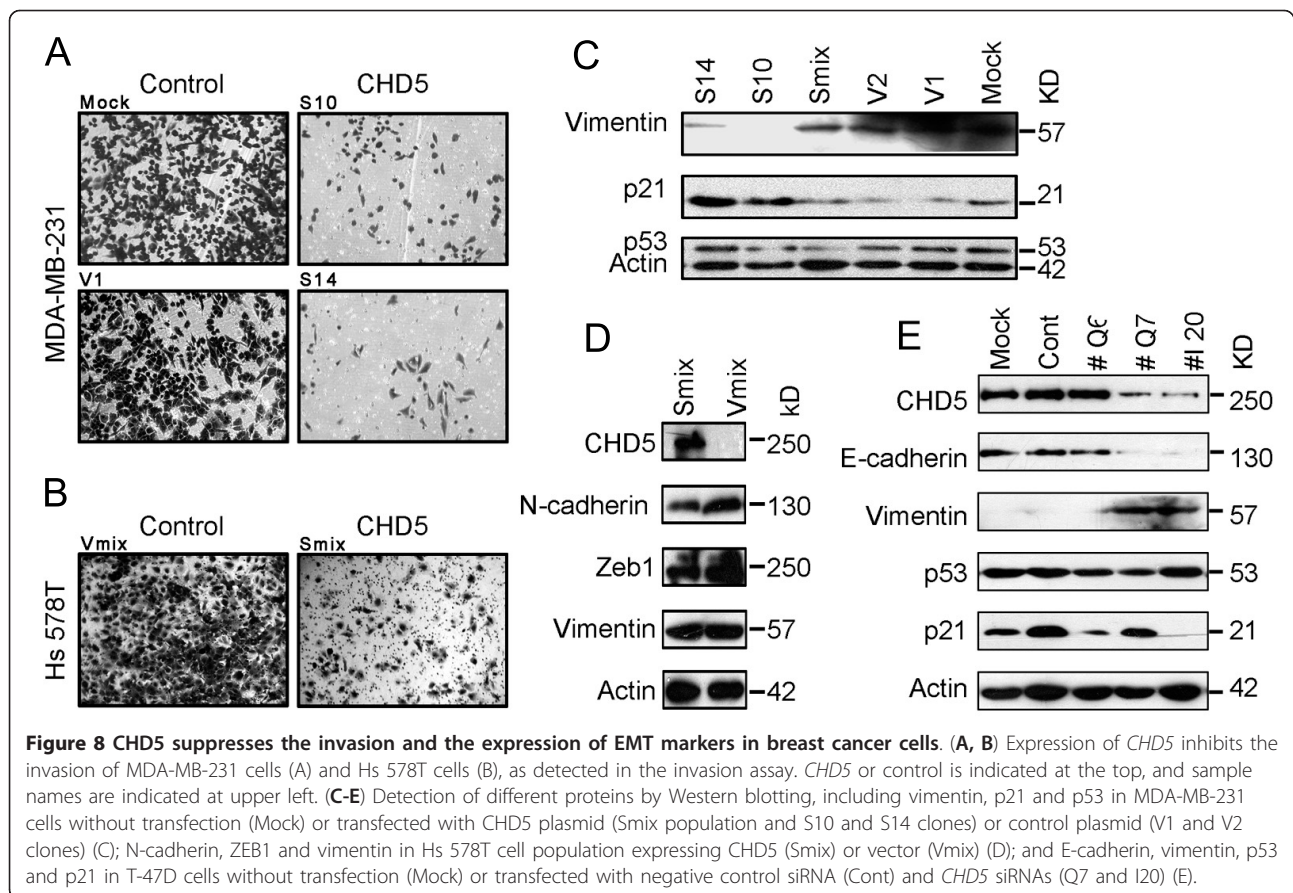 A
Control
CHD5
Mock
S10
MDA-MB-231
V1
S14
B
Control
CHD5
Vmix
Smix
Hs 578T
C
S14 S10 Smix V2 V1 Mock KD
Vimentin 57
p21 21
p53 53
Actin 42
D
Smix Vmix kD
CHD5 250
N-cadherin 130
Zeb1 250
Vimentin 57
Actin 42
E
Mock Cont # Q6 # Q7 #I 20 KD
CHD5 250
E-cadherin 130
Vimentin 57
p53 53
p21 21
Actin 42
Figure 8 CHD5 suppresses the invasion and the expression of EMT markers in breast cancer cells. (A, B) Expression of CHD5 inhibits the
invasion of MDA-MB-231 cells (A) and Hs 578T cells (B), as detected in the invasion assay. CHD5 or control is indicated at the top, and sample
names are indicated at upper left. (C-E) Detection of different proteins by Western blotting, including vimentin, p21 and p53 in MDA-MB-231
cells without transfection (Mock) or transfected with CHD5 plasmid (Smix population and S10 and S14 clones) or control plasmid (V1 and V2
clones) (C); N-cadherin, ZEB1 and vimentin in Hs 578T cell population expressing CHD5 (Smix) or vector (Vmix) (D); and E-cadherin, vimentin, p53
and p21 in T-47D cells without transfection (Mock) or transfected with negative control siRNA (Cont) and CHD5 siRNAs (Q7 and I20) (E).